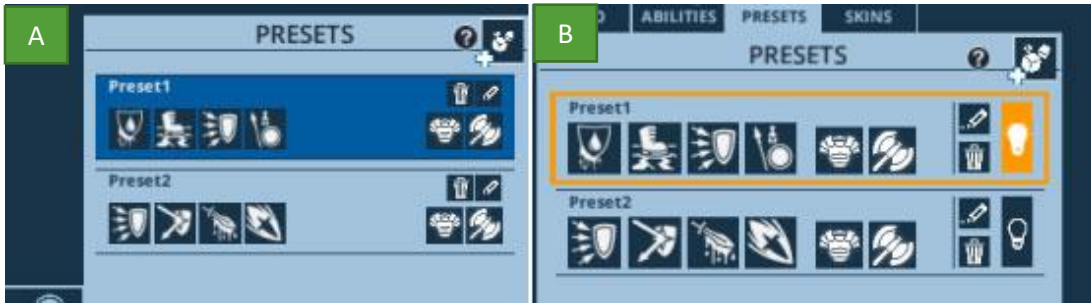 A
PRESETS
?
Preset1
Preset2
B
ABILITIES PRESETS SKINS
PRESETS
?
Preset1
Preset2